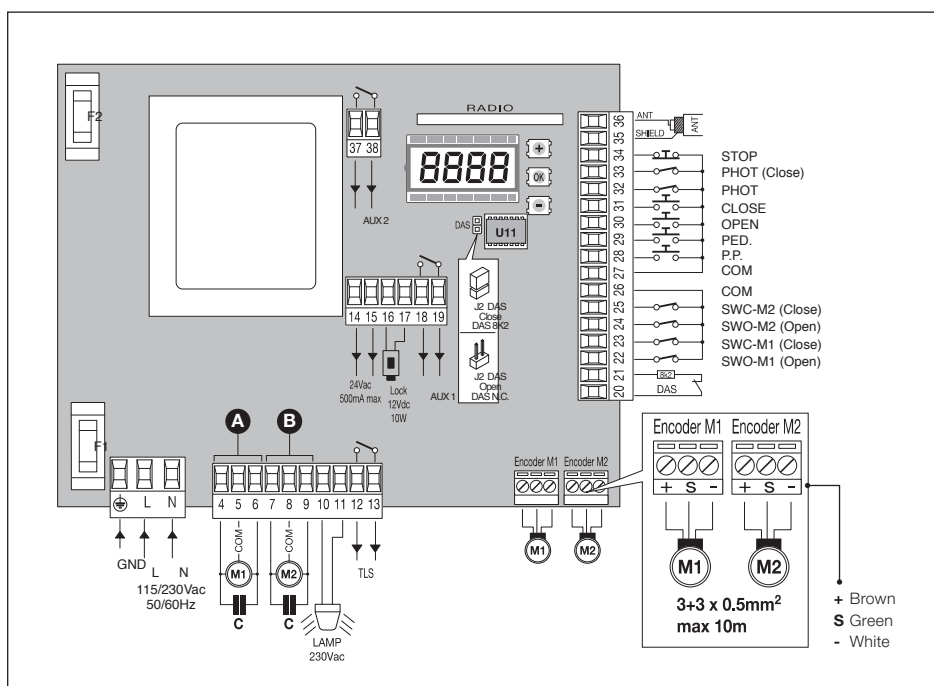 F2
37 38
AUX 2
RADIO
8888
+
OK
-
DAS
U11
J2 DAS
Close
DAS 8K2
J2 DAS
Open
DAS N.C.
14 15 16 17 18 19
24Vac
500mA max
Lock
12Vdc
10W
AUX 1
36 ANT
35 SHIELD
ANT
34 STOP
33 PHOT (Close)
32 PHOT
31 CLOSE
30 OPEN
29 PED.
28 P.P.
27 COM
26 COM
25 SWC-M2 (Close)
24 SWO-M2 (Open)
23 SWC-M1 (Close)
22 SWO-M1 (Open)
21 8k2
20 DAS
F1
L N
GND
L N
115/230Vac
50/60Hz
A B
4 5 6 7 8 9 10 11 12 13
COM COM
M1 M2
C C
LAMP
230Vac
TLS
Encoder M1 Encoder M2
M1 M2
Encoder M1 Encoder M2
+ S - + S -
M1 M2
3+3 x 0.5mm²
max 10m
+ Brown
S Green
- White